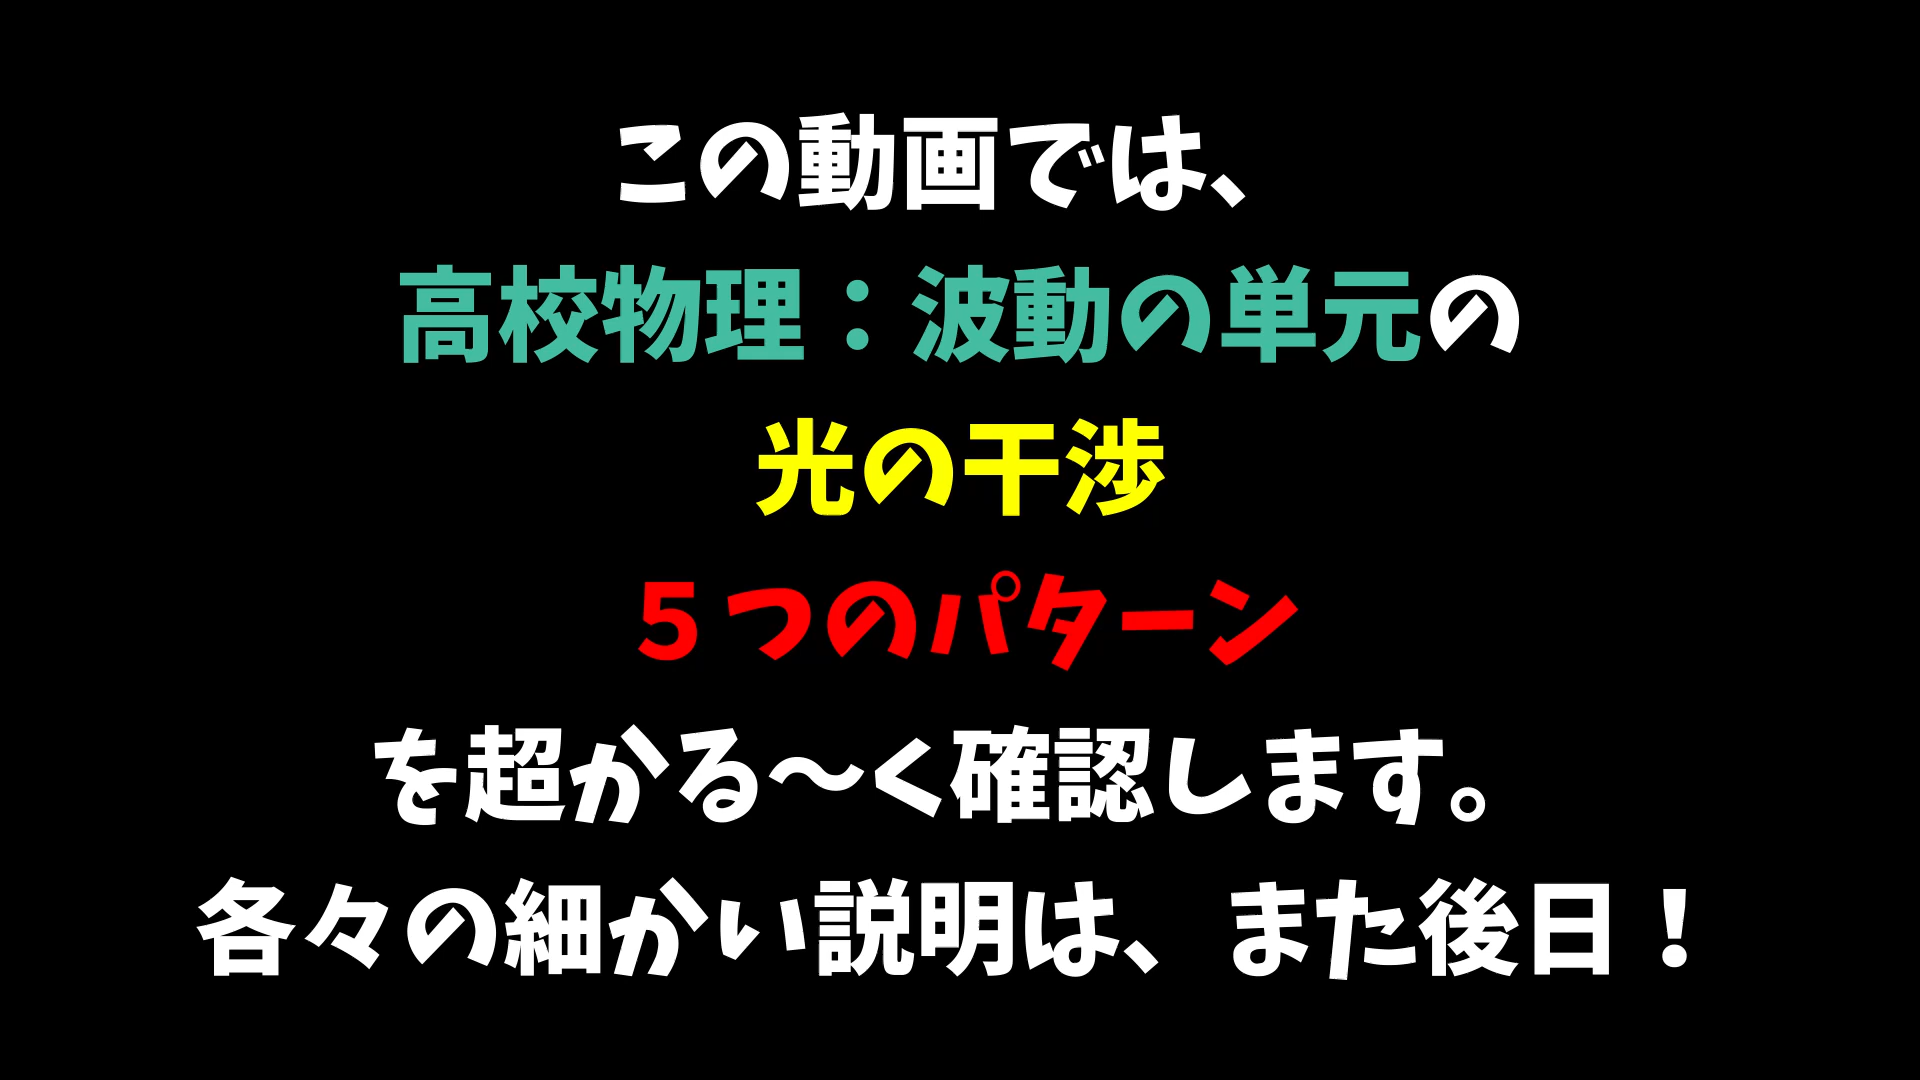 この動画では、
高校物理：波動の単元の
光の干渉
５つのパターン
を超かる〜く確認します。
各々の細かい説明は、また後日！